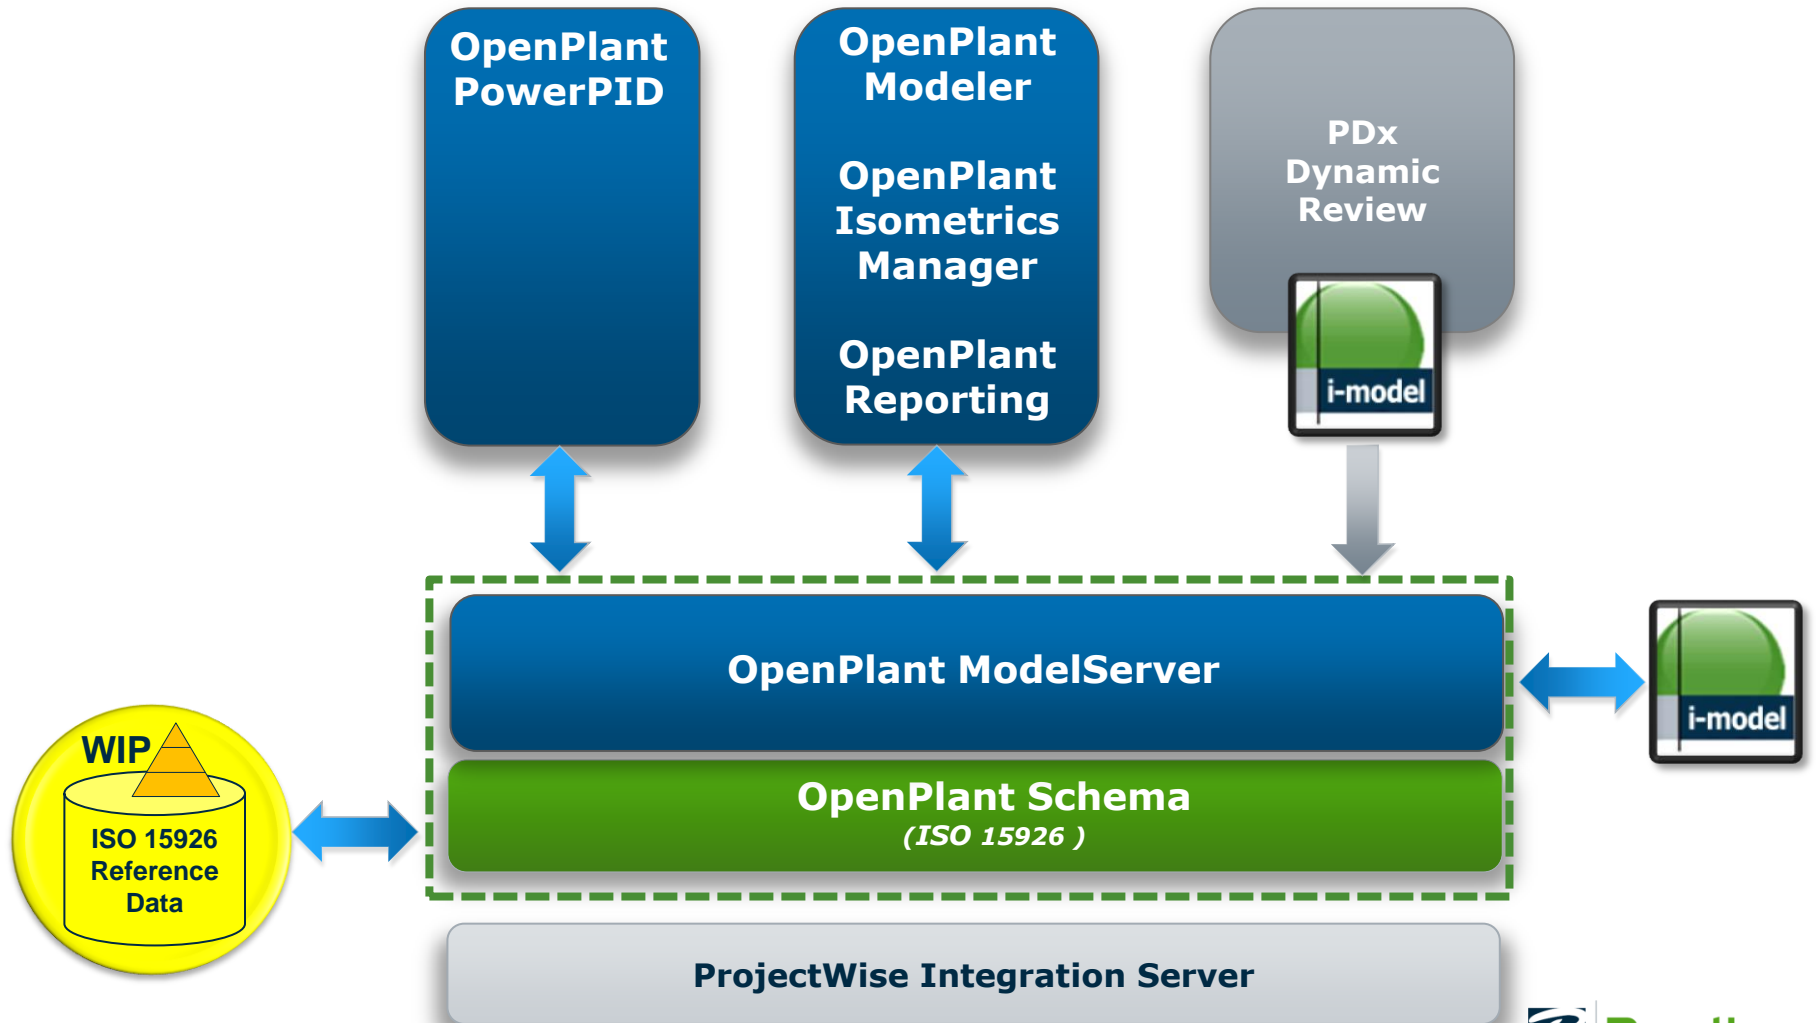 OpenPlant
PowerPID
OpenPlant
Modeler
OpenPlant
Isometrics
Manager
OpenPlant
Reporting
PDx
Dynamic
Review
i-model
OpenPlant ModelServer
i-model
OpenPlant Schema
(ISO 15926 )
WIP
ISO 15926
Reference
Data
ProjectWise Integration Server